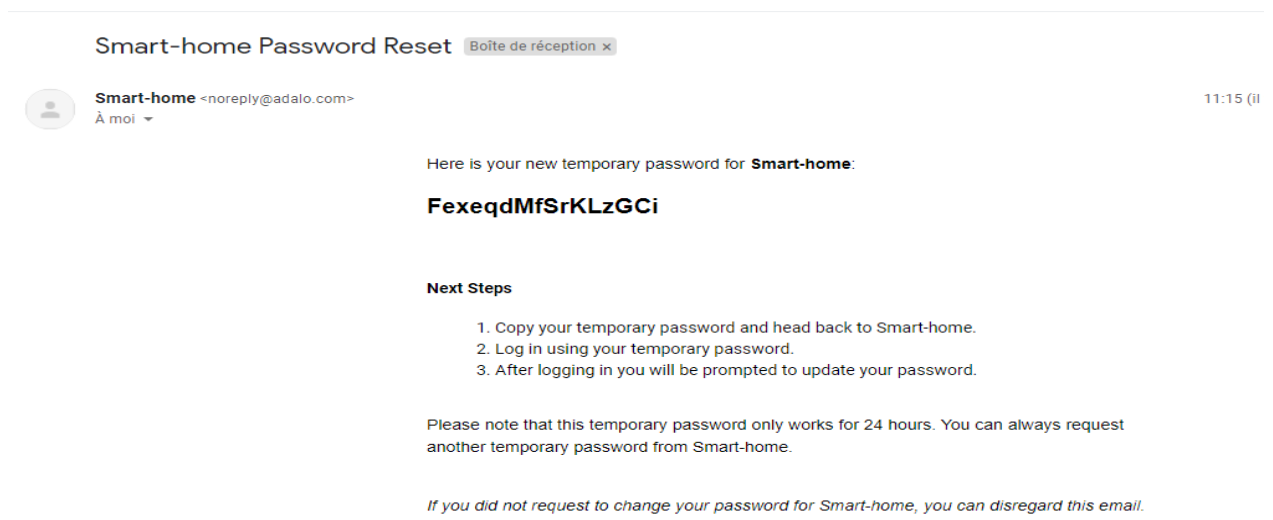 Smart-home Password Reset Boîte de réception ×
Smart-home <noreply@adalo.com> 11:15 (il
À moi
Here is your new temporary password for Smart-home:
FexeqdMfSrKLzGCi
Next Steps
1. Copy your temporary password and head back to Smart-home.
2. Log in using your temporary password.
3. After logging in you will be prompted to update your password.
Please note that this temporary password only works for 24 hours. You can always request
another temporary password from Smart-home.
If you did not request to change your password for Smart-home, you can disregard this email.